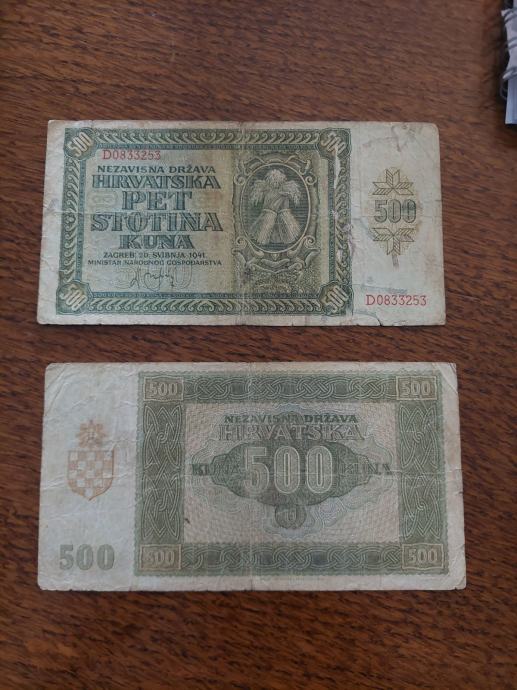 500 500
D0833253
NEZAVISNA DRŽAVA
HRVATSKA
PET
STOTINA
KUNA
ZAGREB 26. SVIBNJA 1941.
MINISTAR NARODNOG GOSPODARSTVA
500
500 500
D0833253
500 500
NEZAVISNA DRŽAVA
HRVATSKA
KUNA 500 KUNA
500
500 500